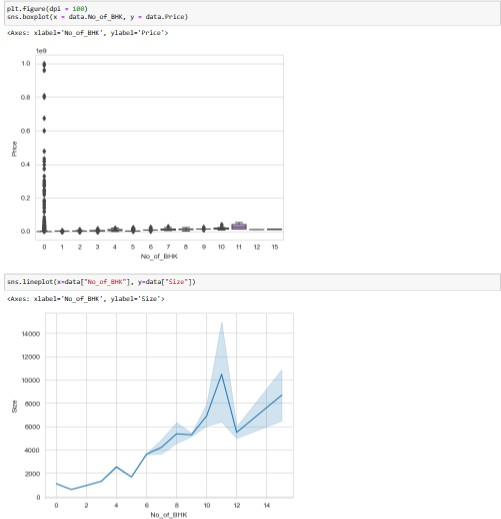 plt.figure(dpi = 100)
sns.boxplot(x = data.No_of_BHK, y = data.Price)
<Axes: xlabel='No_of_BHK', ylabel='Price'>
1e9
1.0
0.8
0.6
0.4
0.2
0.0
Price
0 1 2 3 4 5 6 7 8 9 10 11 12 15
No_of_BHK
sns.lineplot(x=data["No_of_BHK"], y=data["Size"])
<Axes: xlabel='No_of_BHK', ylabel='Size'>
14000
12000
10000
8000
6000
4000
2000
0
Size
0 2 4 6 8 10 12 14
No_of_BHK